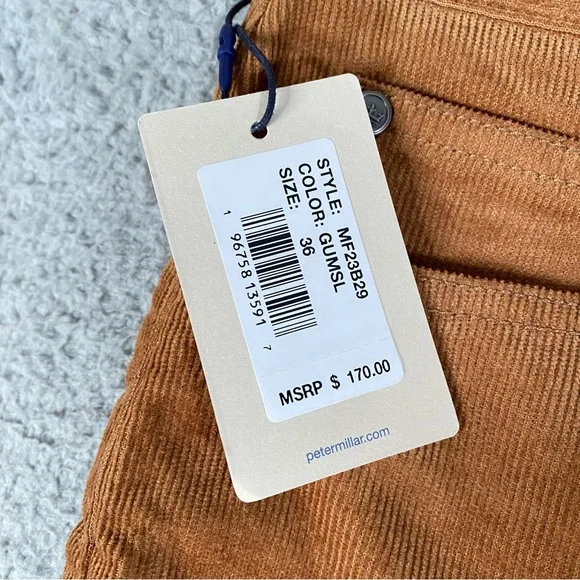 STYLE: MF23B29
COLOR: GUMSL
SIZE: 36
1 96758 13591 7
MSRP $ 170.00
petermillar.com